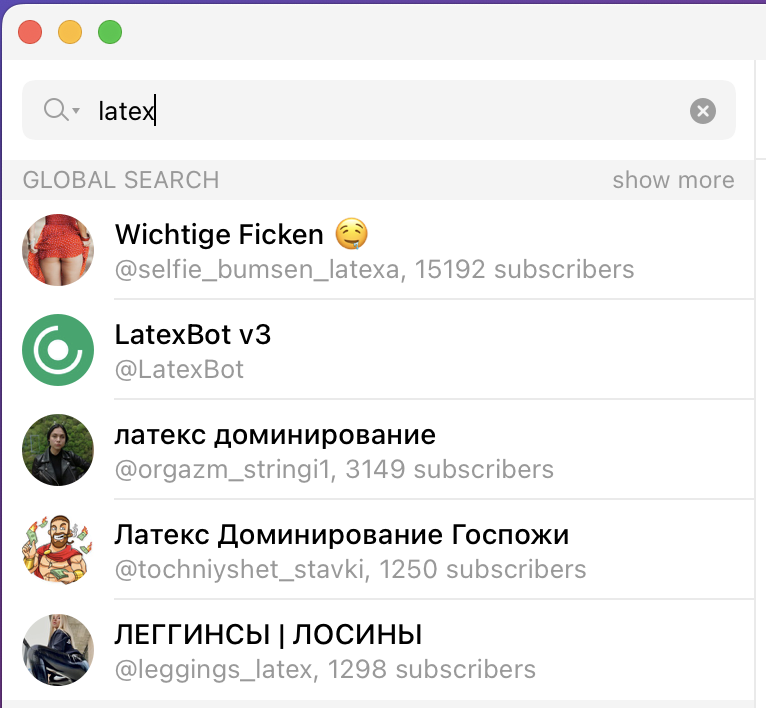 latex
GLOBAL SEARCH show more
Wichtige Ficken 🤤
@selfie_bumsen_latexa, 15192 subscribers
LatexBot v3
@LatexBot
латекс доминирование
@orgazm_stringi1, 3149 subscribers
Латекс Доминирование Госпожи
@tochniyshet_stavki, 1250 subscribers
ЛЕГГИНСЫ | ЛОСИНЫ
@leggings_latex, 1298 subscribers